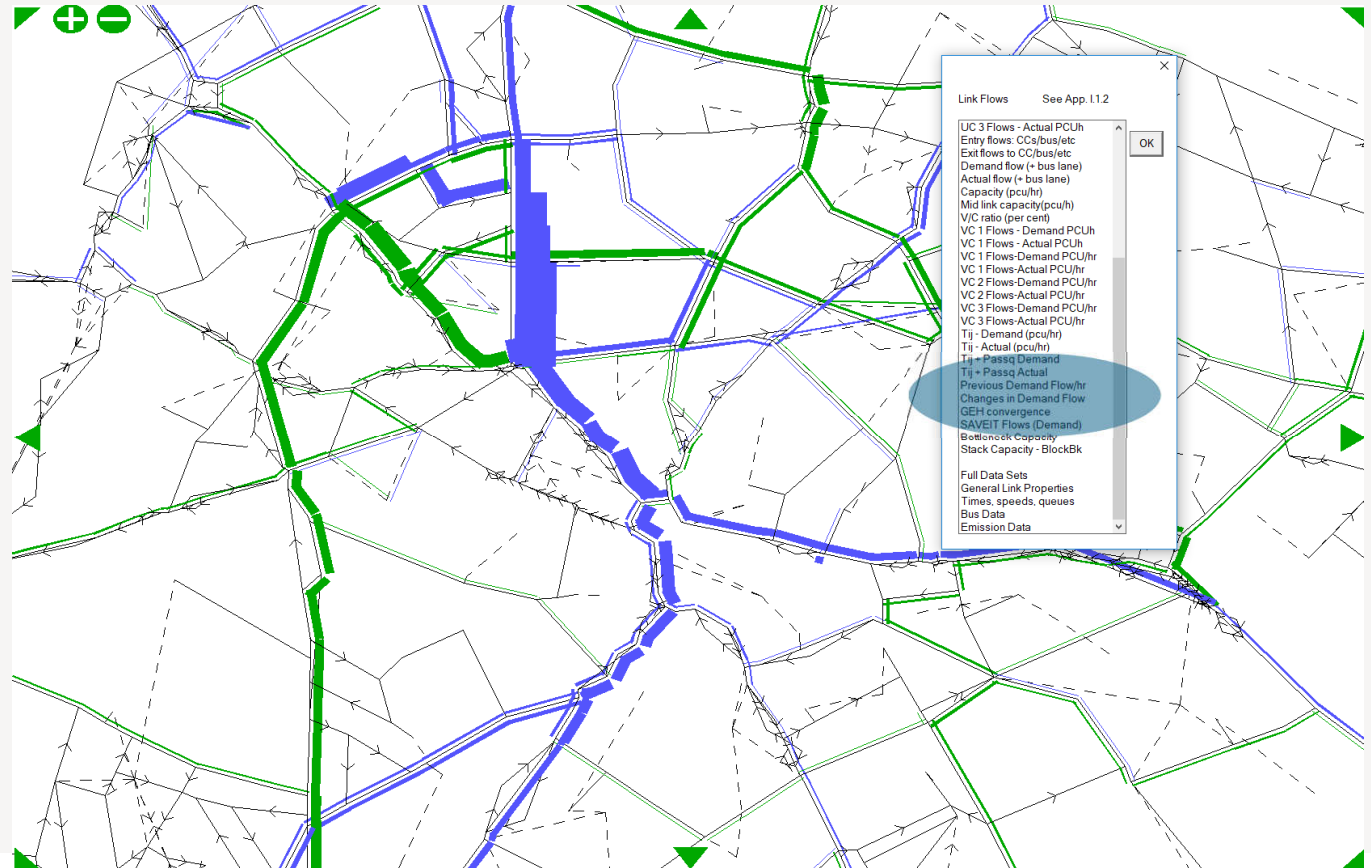 Link Flows See App. I.1.2
UC 3 Flows - Actual PCUh
Entry flows: CCs/bus/etc
Exit flows to CC/bus/etc
Demand flow (+ bus lane)
Actual flow (+ bus lane)
Capacity (pcu/hr)
Mid link capacity(pcu/h)
V/C ratio (per cent)
VC 1 Flows - Demand PCUh
VC 1 Flows - Actual PCUh
VC 1 Flows-Demand PCU/hr
VC 1 Flows-Actual PCU/hr
VC 2 Flows-Demand PCU/hr
VC 2 Flows-Actual PCU/hr
VC 3 Flows-Demand PCU/hr
VC 3 Flows-Actual PCU/hr
Tij - Demand (pcu/hr)
Tij - Actual (pcu/hr)
Tij + Passq Demand
Tij + Passq Actual
Previous Demand Flow/hr
Changes in Demand Flow
GEH convergence
SAVEIT Flows (Demand)
Bottleneck Capacity
Stack Capacity - BlockBk
Full Data Sets
General Link Properties
Times, speeds, queues
Bus Data
Emission Data
OK